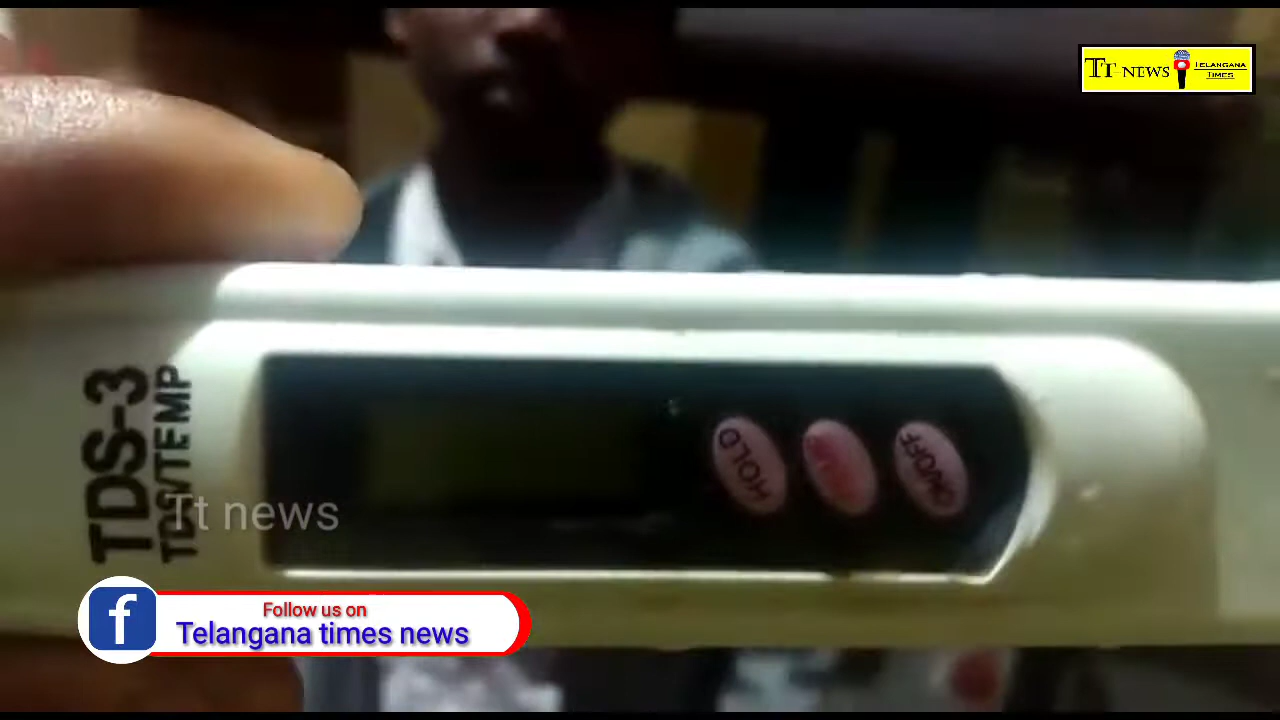 TT-NEWS
TELANGANA
TIMES
TDS-3
TDS/TEMP
HOLD
ON/OFF
Tt news
f
Follow us on
Telangana times news